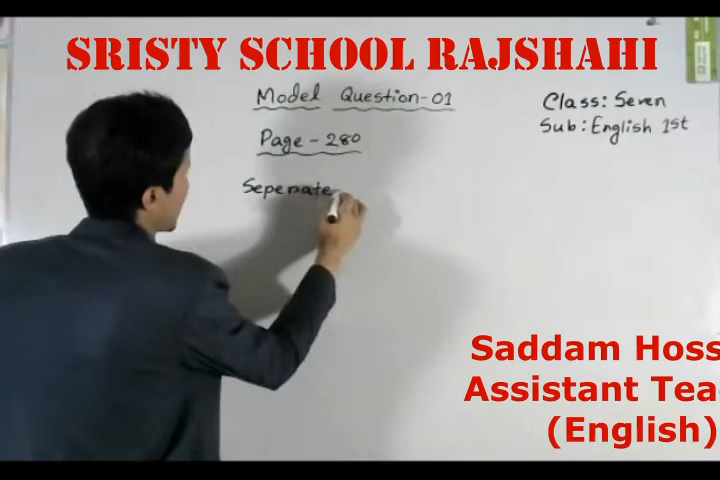 SRISTY SCHOOL RAJSHAHI
Model Question-01
Class: Seven
Sub: English 1st
Page - 280
Seperate
Saddam Hoss
Assistant Tea
(English)